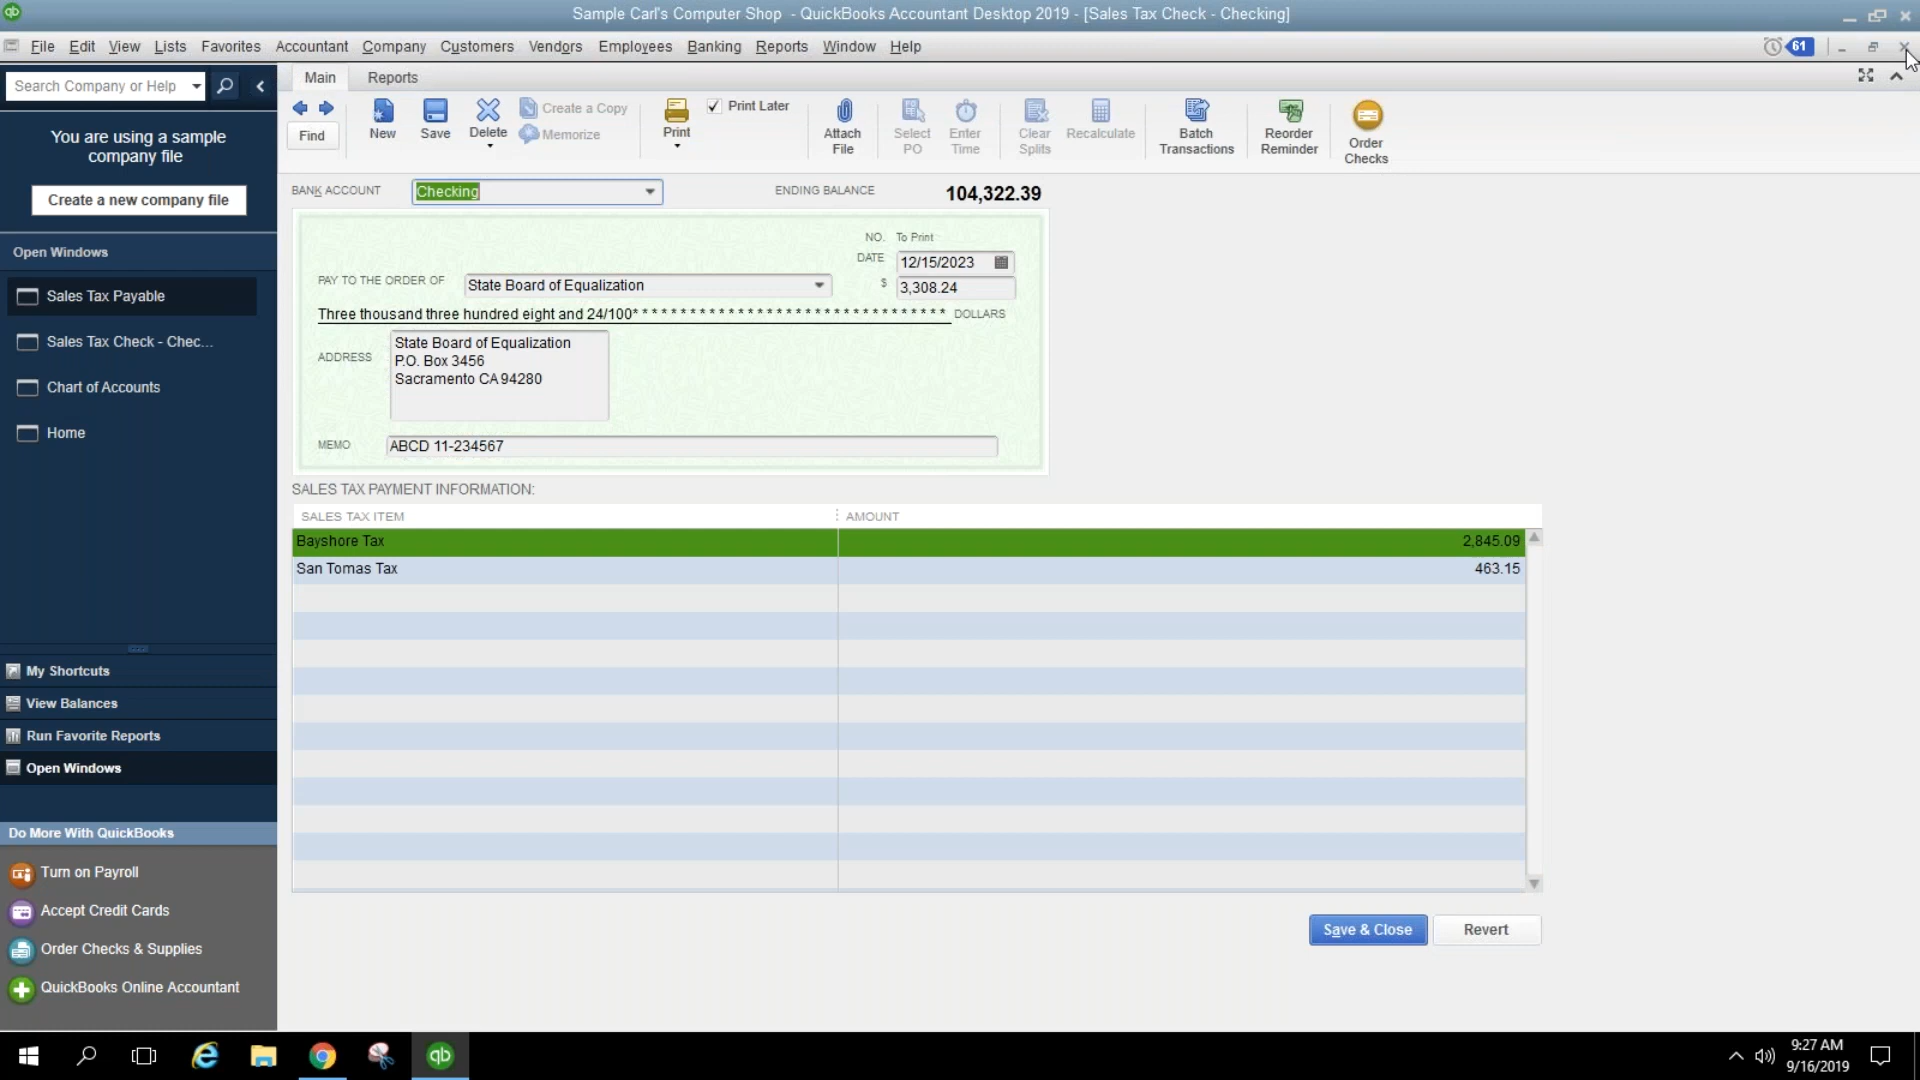 Sample Carl's Computer Shop - QuickBooks Accountant Desktop 2019 - [Sales Tax Check - Checking]
File Edit View Lists Favorites Accountant Company Customers Vendors Employees Banking Reports Window Help
61
Search Company or Help
Main Reports
Find
New
Save
Delete
Create a Copy
Memorize
Print
Print Later
Attach File
Select PO
Enter Time
Clear Splits
Recalculate
Batch Transactions
Reorder Reminder
Order Checks
You are using a sample
company file
Create a new company file
Open Windows
Sales Tax Payable
Sales Tax Check - Chec...
Chart of Accounts
Home
My Shortcuts
View Balances
Run Favorite Reports
Open Windows
Do More With QuickBooks
Turn on Payroll
Accept Credit Cards
Order Checks & Supplies
QuickBooks Online Accountant
BANK ACCOUNT Checking ENDING BALANCE 104,322.39
NO. To Print
DATE 12/15/2023
PAY TO THE ORDER OF State Board of Equalization $ 3,308.24
Three thousand three hundred eight and 24/100* * * * * * * * * * * * * * * * * * * * * * * * * * * * * * * * * DOLLARS
ADDRESS
State Board of Equalization
P.O. Box 3456
Sacramento CA 94280
MEMO ABCD 11-234567
SALES TAX PAYMENT INFORMATION:
SALES TAX ITEM AMOUNT
Bayshore Tax 2,845.09
San Tomas Tax 463.15
Save & Close Revert
qb
9:27 AM
9/16/2019